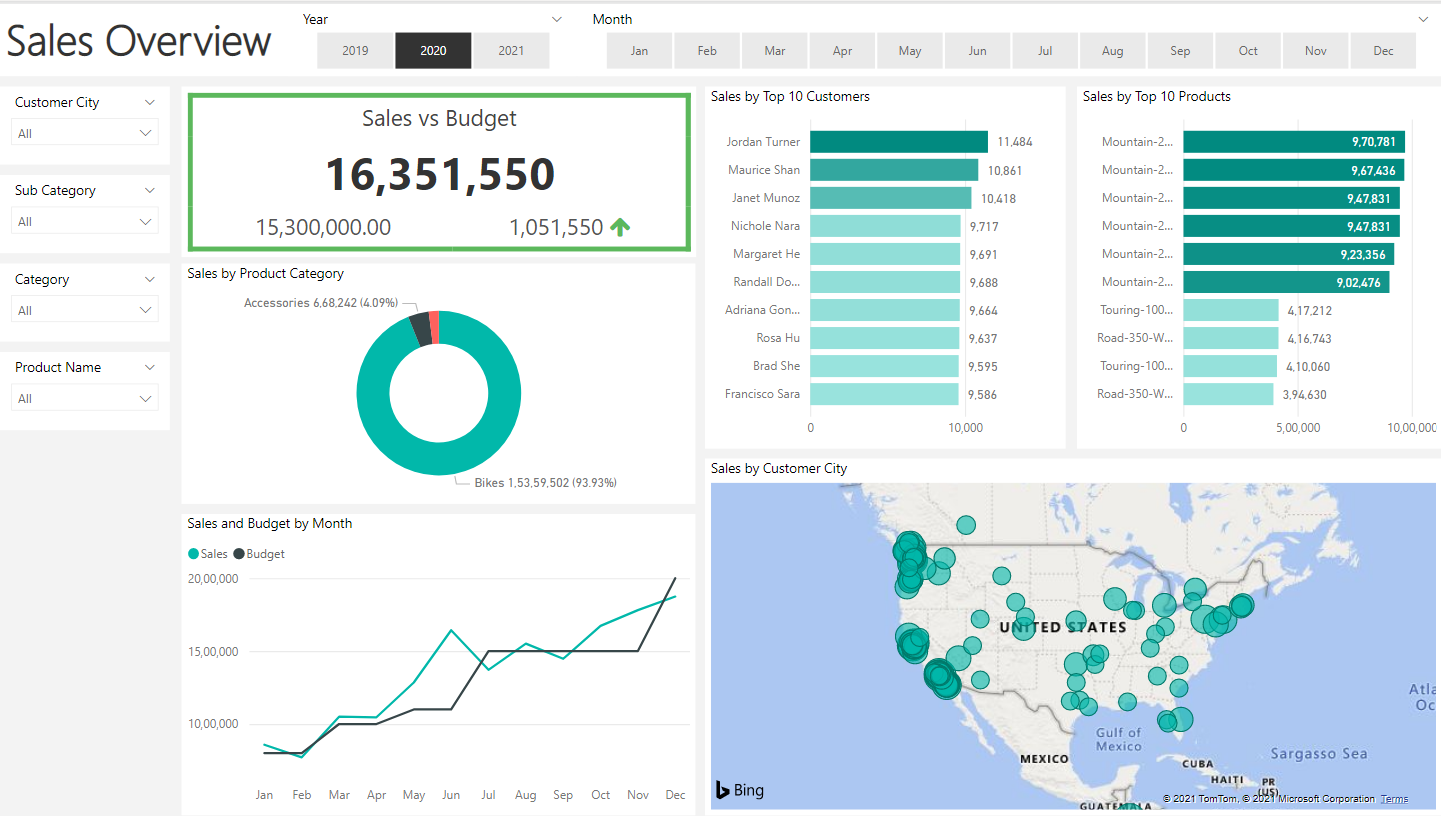 Sales Overview
Year
2019 2020 2021
Month
Jan Feb Mar Apr May Jun Jul Aug Sep Oct Nov Dec
Customer City
All
Sub Category
All
Category
All
Product Name
All
Sales vs Budget
16,351,550
15,300,000.00 1,051,550
Sales by Product Category
Accessories 6,68,242 (4.09%)
Bikes 1,53,59,502 (93.93%)
Sales and Budget by Month
Sales Budget
20,00,000
15,00,000
10,00,000
Jan Feb Mar Apr May Jun Jul Aug Sep Oct Nov Dec
Sales by Top 10 Customers
Jordan Turner 11,484
Maurice Shan 10,861
Janet Munoz 10,418
Nichole Nara 9,717
Margaret He 9,691
Randall Do... 9,688
Adriana Gon... 9,664
Rosa Hu 9,637
Brad She 9,595
Francisco Sara 9,586
0 10,000
Sales by Top 10 Products
Mountain-2... 9,70,781
Mountain-2... 9,67,436
Mountain-2... 9,47,831
Mountain-2... 9,47,831
Mountain-2... 9,23,356
Mountain-2... 9,02,476
Touring-100... 4,17,212
Road-350-W... 4,16,743
Touring-100... 4,10,060
Road-350-W... 3,94,630
0 5,00,000 10,00,000
Sales by Customer City
UNITED STATES
Atla
Oc
Gulf of
Mexico
Sargasso Sea
MEXICO
CUBA
HAITI
PR
(US)
GUATEMALA
Bing
© 2021 TomTom, © 2021 Microsoft Corporation Terms